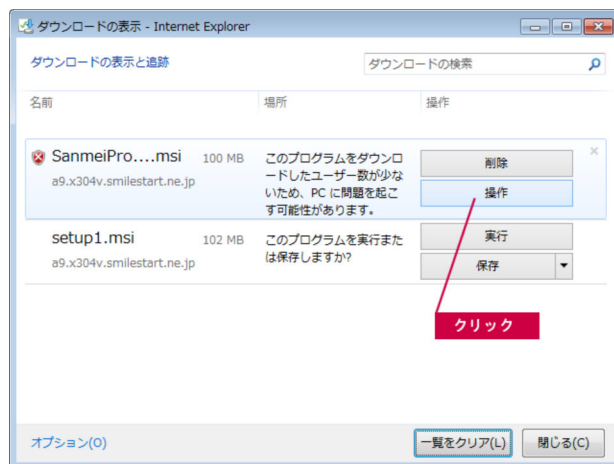 ダウンロードの表示 - Internet Explorer
ダウンロードの表示と追跡
ダウンロードの検索
名前 場所 操作
SanmeiPro....msi 100 MB
a9.x304v.smilestart.ne.jp
このプログラムをダウンロ
ードしたユーザー数が少な
いため、PC に問題を起こ
す可能性があります。
削除
操作
setup1.msi 102 MB
a9.x304v.smilestart.ne.jp
このプログラムを実行また
は保存しますか?
実行
保存
クリック
オプション(O)
一覧をクリア(L)
閉じる(C)